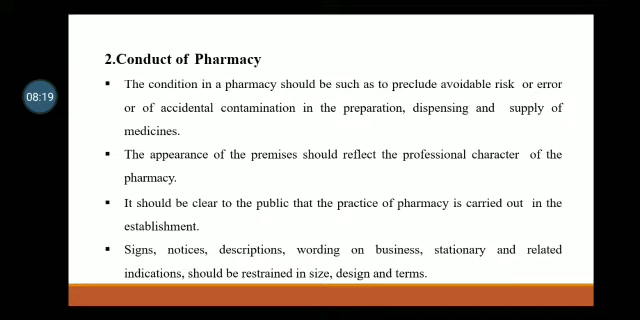 2.Conduct of Pharmacy
▪ The condition in a pharmacy should be such as to preclude avoidable risk or error
or of accidental contamination in the preparation, dispensing and supply of
medicines.
▪ The appearance of the premises should reflect the professional character of the
pharmacy.
▪ It should be clear to the public that the practice of pharmacy is carried out in the
establishment.
▪ Signs, notices, descriptions, wording on business, stationary and related
indications, should be restrained in size, design and terms.
08:19